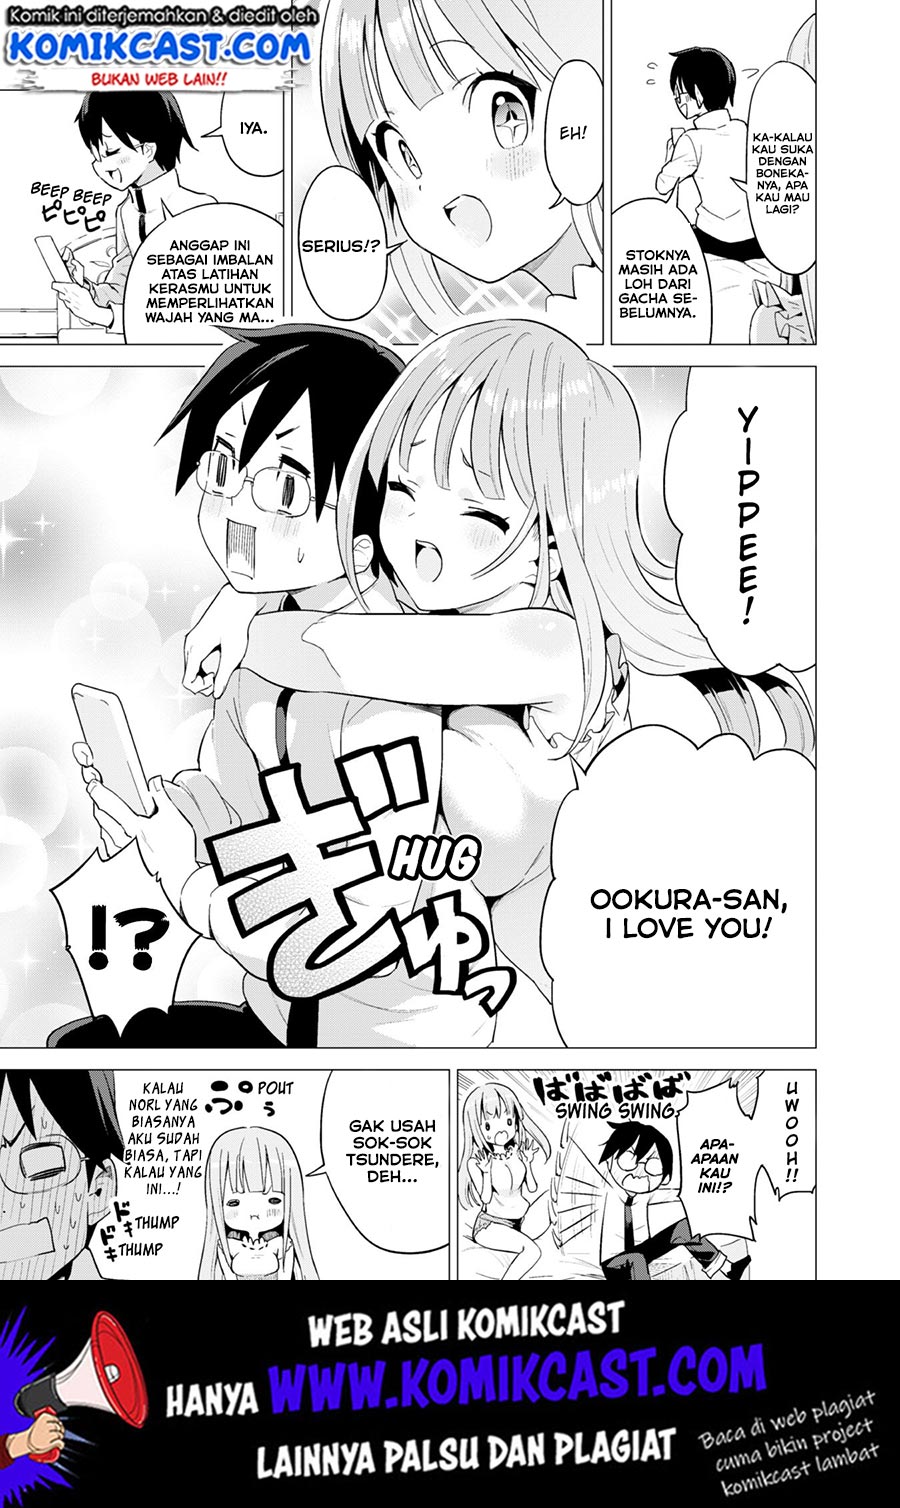 Komik ini diterjemahkan & diedit oleh
KOMIKCAST.COM
BUKAN WEB LAIN!!
KA-KALAU
KAU SUKA
DENGAN
BONEKA-
NYA, APA
KAU MAU
LAGI?
STOKNYA
MASIH ADA
LOH DARI
GACHA SE-
BELUMNYA.
EH!
SERIUS!?
IYA.
BEEP BEEP
ピピピ
ANGGAP INI
SEBAGAI IMBALAN
ATAS LATIHAN
KERASMU UNTUK
MEMPERLIHATKAN
WAJAH YANG MA...
YIPPEE!
OOKURA-SAN,
I LOVE YOU!
ぎゅっ
HUG
!?
UWOOH!!
ばばばば
SWING SWING
APA-
APAAN
KAU
INI!?
GAK USAH
SOK-SOK
TSUNDERE,
DEH...
ぷぅ
POUT
KALAU
NORL YANG
BIASANYA
AKU SUDAH
BIASA, TAPI
KALAU YANG
INI...!
ドキ
THUMP
ドキ
THUMP
WEB ASLI KOMIKCAST
HANYA WWW.KOMIKCAST.COM
LAINNYA PALSU DAN PLAGIAT
Baca di web plagiat
cuma bikin project
komikcast lambat